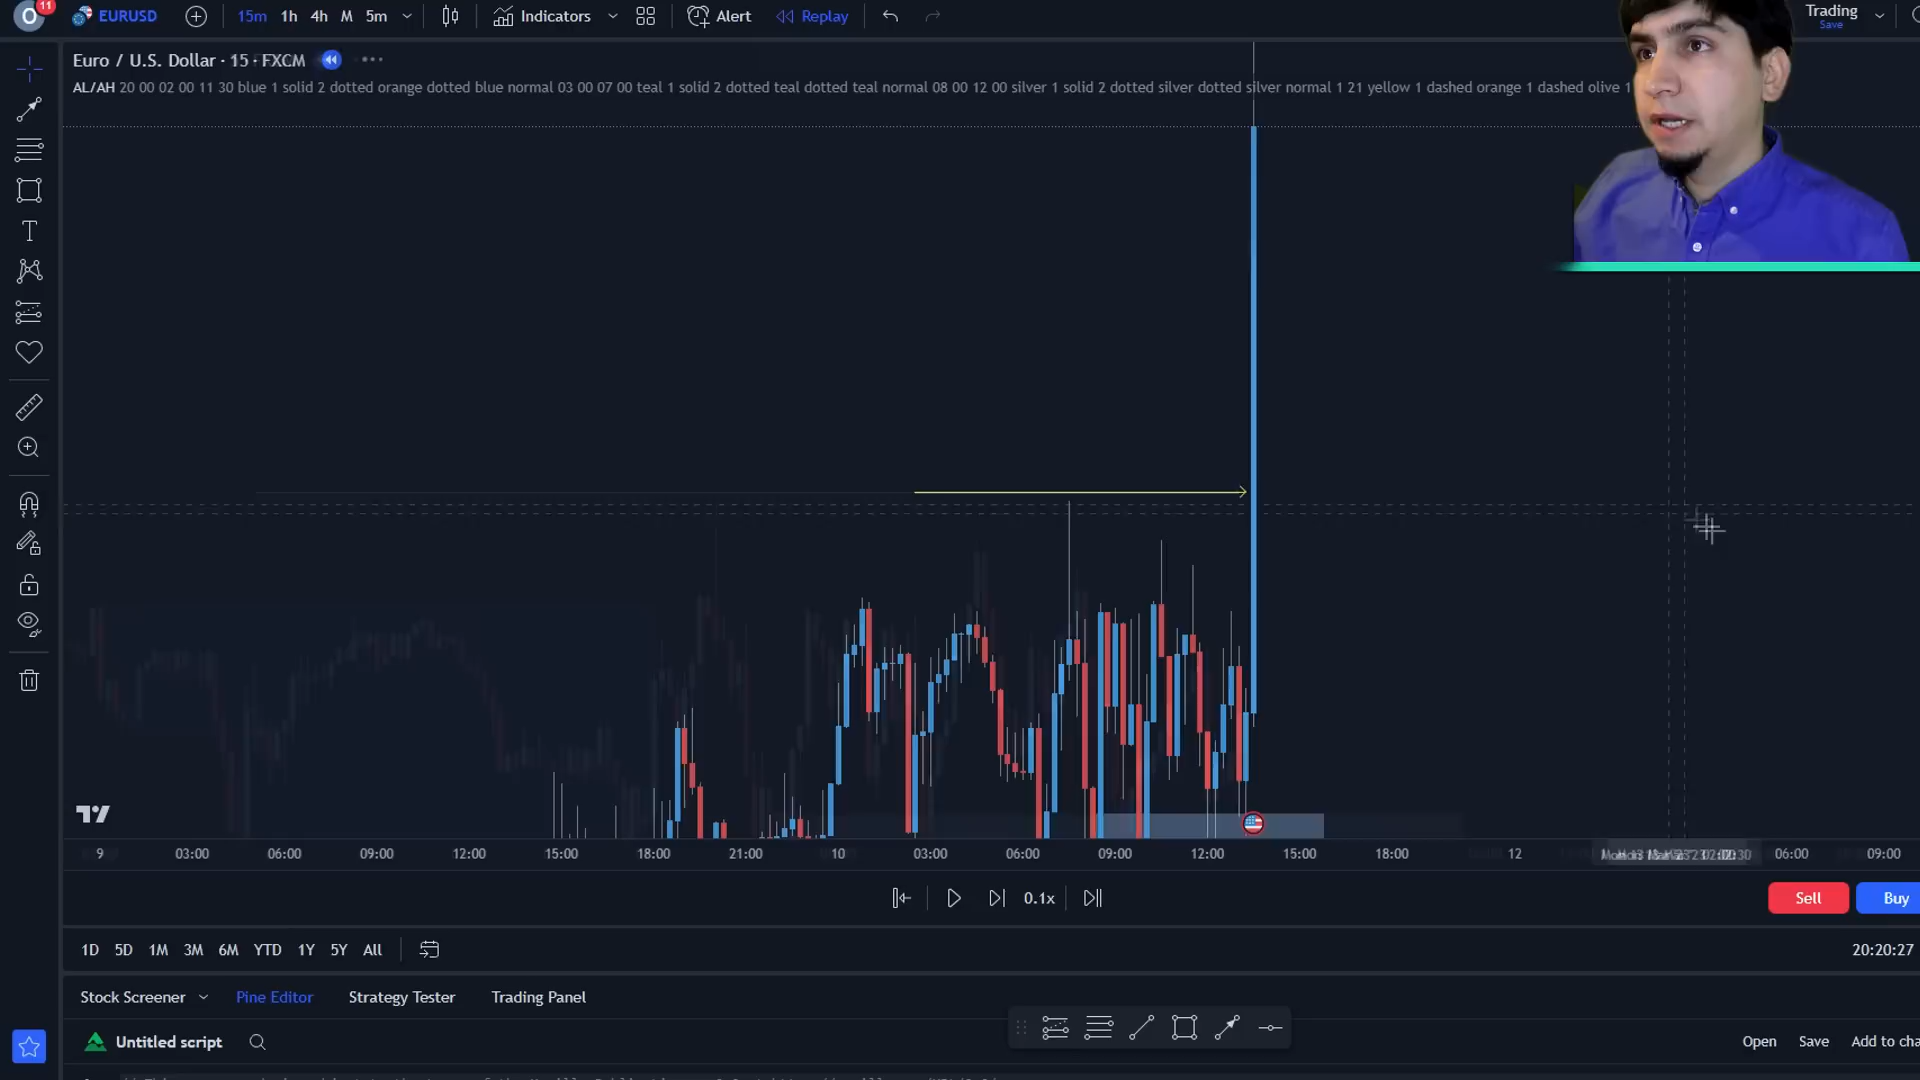 O 11 EURUSD 15m 1h 4h M 5m Indicators Alert Replay Trading
Save
Euro / U.S. Dollar · 15 · FXCM
AL/AH 20 00 02 00 11 30 blue 1 solid 2 dotted orange dotted blue normal 03 00 07 00 teal 1 solid 2 dotted teal dotted teal normal 08 00 12 00 silver 1 solid 2 dotted silver dotted silver normal 1 21 yellow 1 dashed orange 1 dashed olive 1
T
9 03:00 06:00 09:00 12:00 15:00 18:00 21:00 10 03:00 06:00 09:00 12:00 15:00 18:00 12 06:00 09:00
0.1x Sell Buy
1D 5D 1M 3M 6M YTD 1Y 5Y All 20:20:27
Stock Screener Pine Editor Strategy Tester Trading Panel
Untitled script Open Save Add to cha